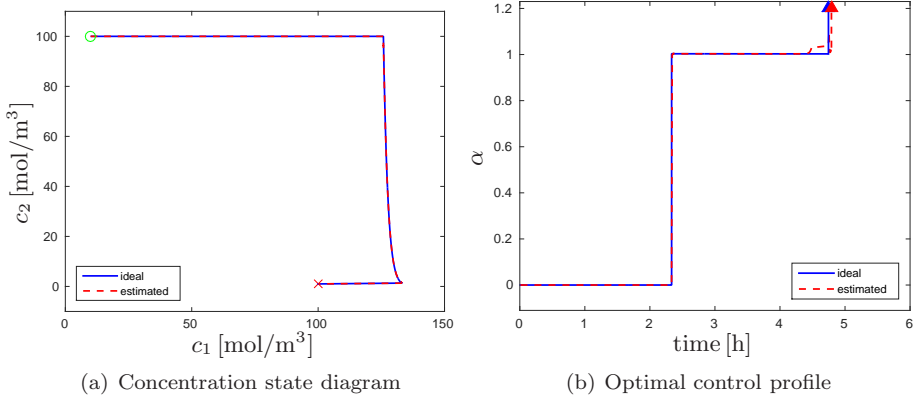 100
80
60
40
20
0
c₂ [mol/m³]
ideal
estimated
0
50
100
150
c₁ [mol/m³]
(a) Concentration state diagram
1.2
1
0.8
0.6
0.4
0.2
0
α
ideal
estimated
0
1
2
3
4
5
6
time [h]
(b) Optimal control profile